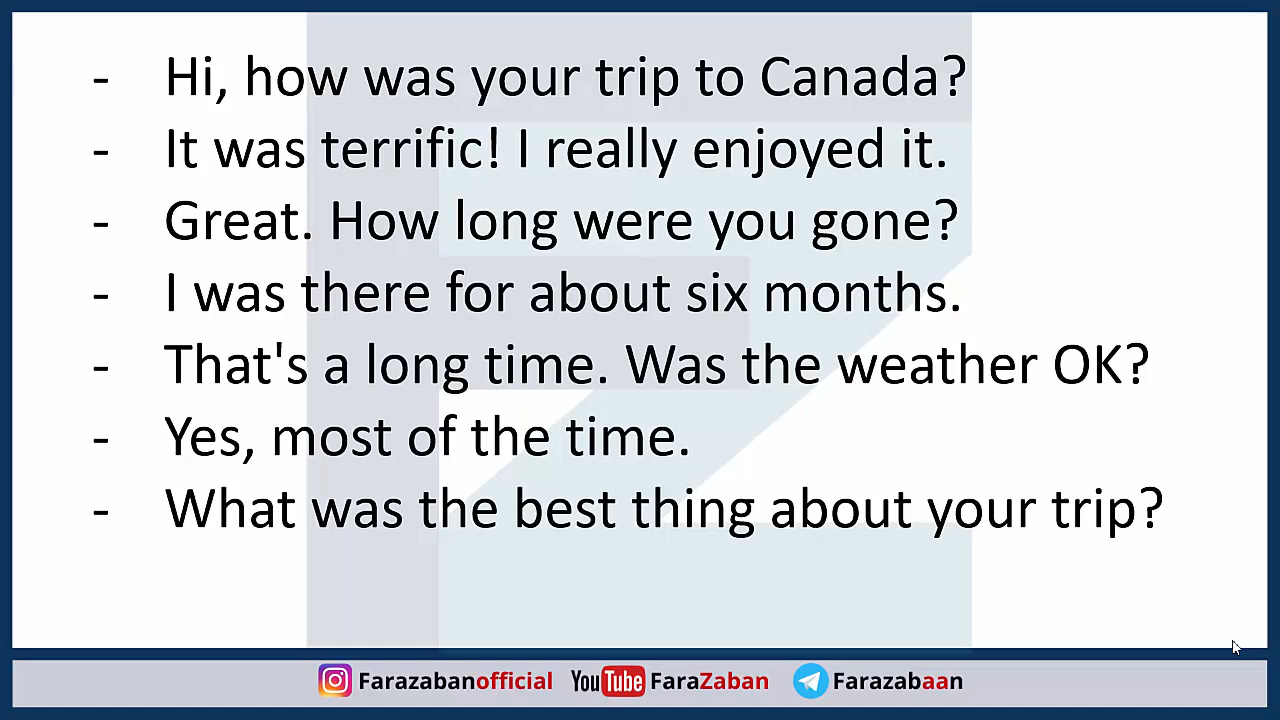 - Hi, how was your trip to Canada?
- It was terrific! I really enjoyed it.
- Great. How long were you gone?
- I was there for about six months.
- That's a long time. Was the weather OK?
- Yes, most of the time.
- What was the best thing about your trip?
Farazabanofficial YouTube FaraZaban Farazabaan